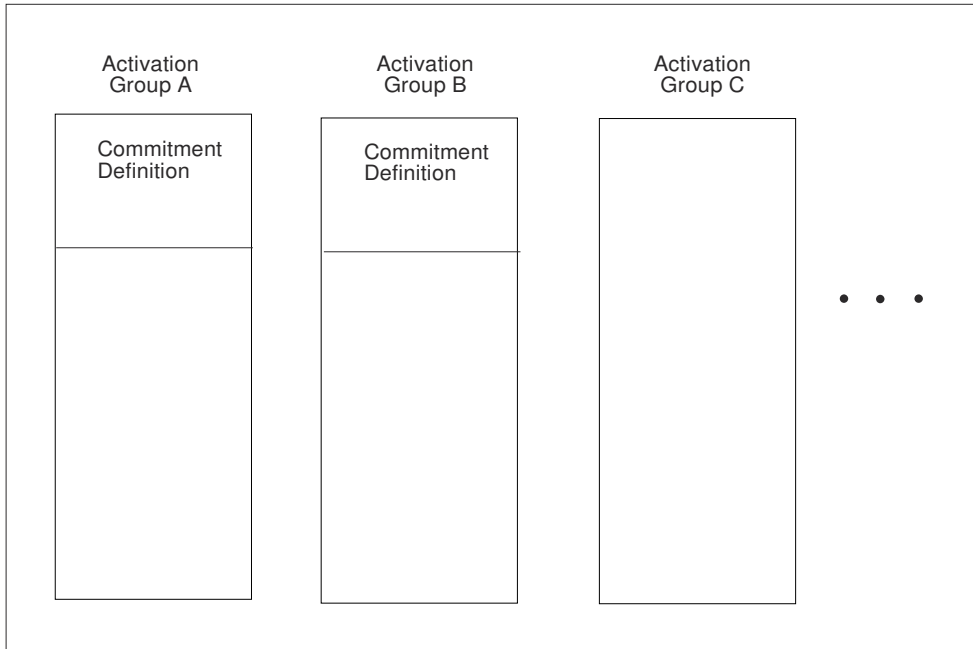 Activation
Group A
Activation
Group B
Activation
Group C
Commitment
Definition
Commitment
Definition